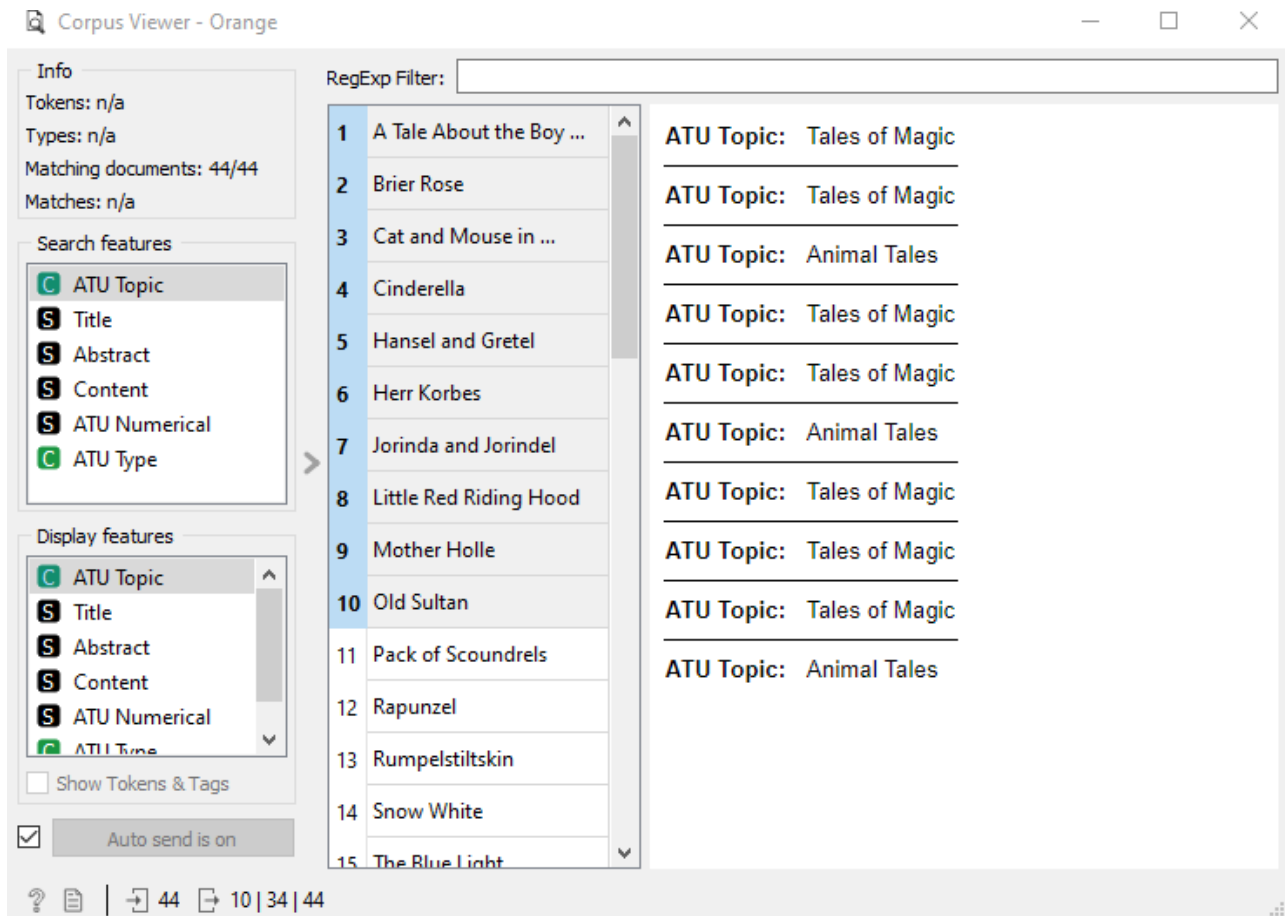 Corpus Viewer - Orange
Info
Tokens: n/a
Types: n/a
Matching documents: 44/44
Matches: n/a
Search features
C ATU Topic
S Title
S Abstract
S Content
S ATU Numerical
C ATU Type
Display features
C ATU Topic
S Title
S Abstract
S Content
S ATU Numerical
C ATU Type
Show Tokens & Tags
Auto send is on
? 44 10 | 34 | 44
RegExp Filter:
1 A Tale About the Boy ...
2 Brier Rose
3 Cat and Mouse in ...
4 Cinderella
5 Hansel and Gretel
6 Herr Korbes
7 Jorinda and Jorindel
8 Little Red Riding Hood
9 Mother Holle
10 Old Sultan
11 Pack of Scoundrels
12 Rapunzel
13 Rumpelstiltskin
14 Snow White
15 The Blue Light
ATU Topic: Tales of Magic
ATU Topic: Tales of Magic
ATU Topic: Animal Tales
ATU Topic: Tales of Magic
ATU Topic: Tales of Magic
ATU Topic: Animal Tales
ATU Topic: Tales of Magic
ATU Topic: Tales of Magic
ATU Topic: Tales of Magic
ATU Topic: Animal Tales